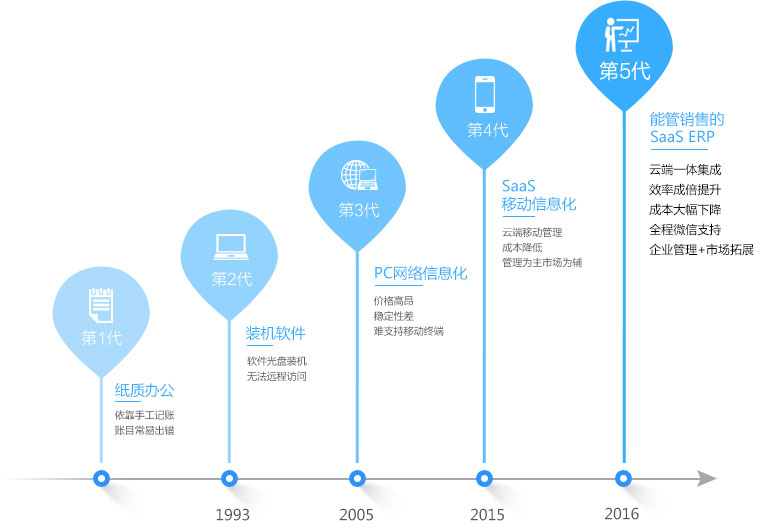 第1代
纸质办公
依靠手工记账
账目常易出错
第2代
装机软件
软件光盘装机
无法远程访问
1993
第3代
PC网络信息化
价格高昂
稳定性差
难支持移动终端
2005
第4代
SaaS
移动信息化
云端移动管理
成本降低
管理为主市场为辅
2015
第5代
能管销售的
SaaS ERP
云端一体集成
效率成倍提升
成本大幅下降
全程微信支持
企业管理+市场拓展
2016